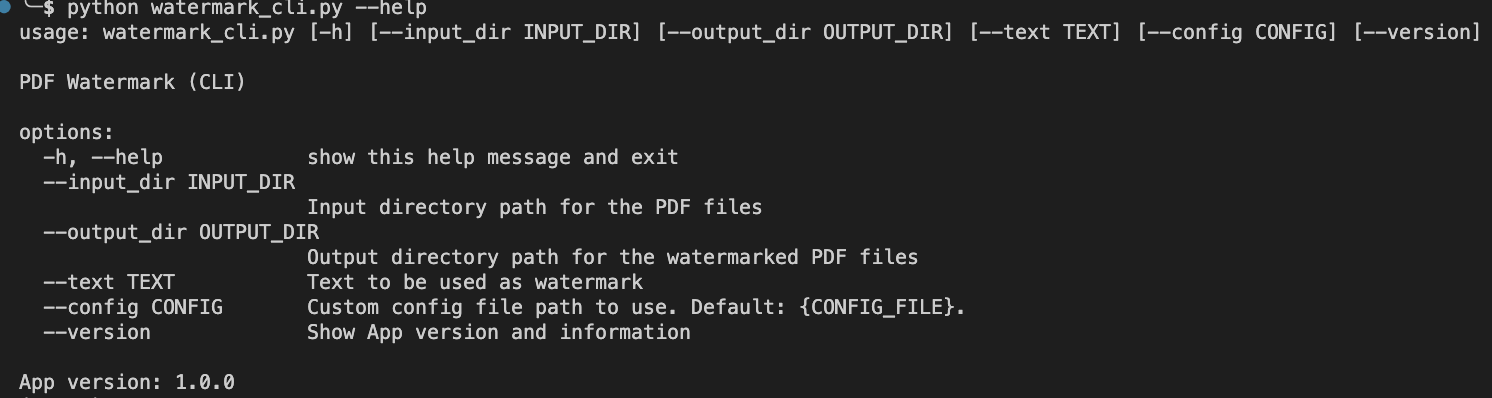 ╰─$ python watermark_cli.py --help
usage: watermark_cli.py [-h] [--input_dir INPUT_DIR] [--output_dir OUTPUT_DIR] [--text TEXT] [--config CONFIG] [--version]
PDF Watermark (CLI)
options:
-h, --help show this help message and exit
--input_dir INPUT_DIR
Input directory path for the PDF files
--output_dir OUTPUT_DIR
Output directory path for the watermarked PDF files
--text TEXT Text to be used as watermark
--config CONFIG Custom config file path to use. Default: {CONFIG_FILE}.
--version Show App version and information
App version: 1.0.0